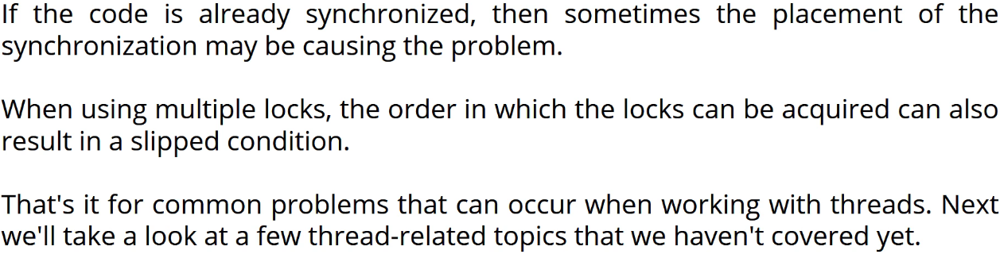 If the code is already synchronized, then sometimes the placement of the
synchronization may be causing the problem.
When using multiple locks, the order in which the locks can be acquired can also
result in a slipped condition.
That's it for common problems that can occur when working with threads. Next
we'll take a look at a few thread-related topics that we haven't covered yet.